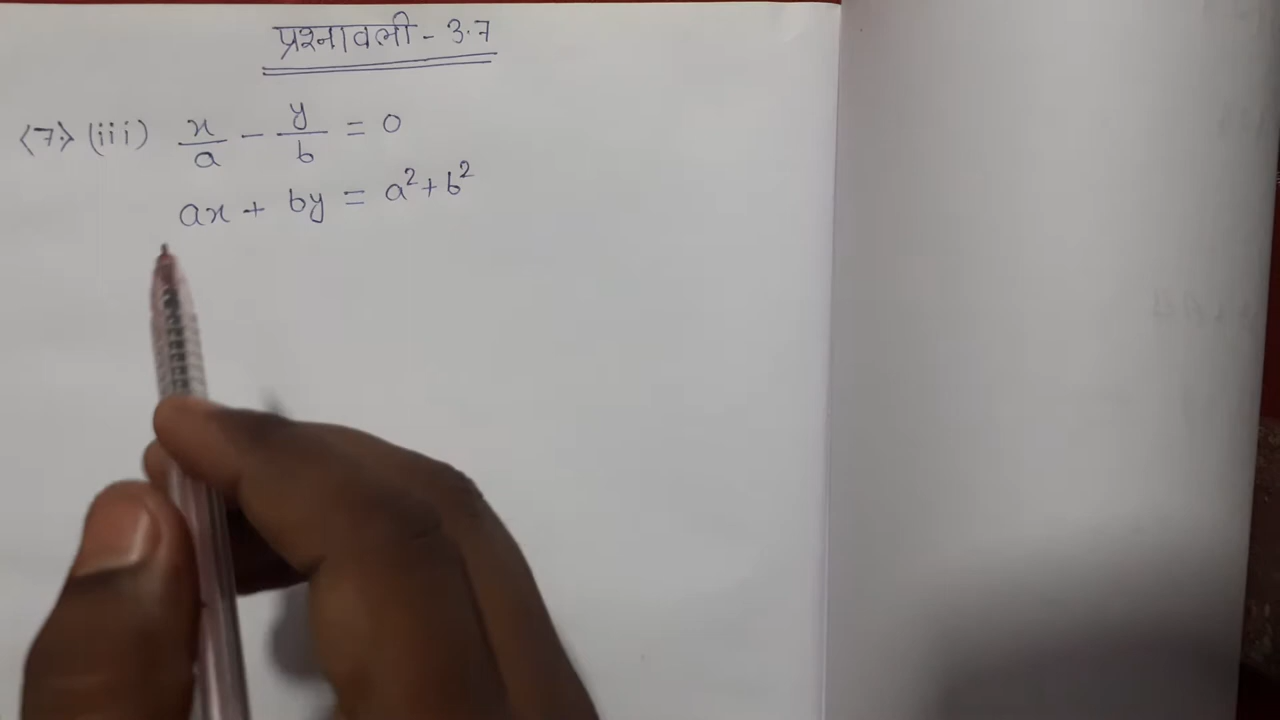 प्रश्नावली - 3.7
<7.> (iii) x/a - y/b = 0
ax + by = a² + b²